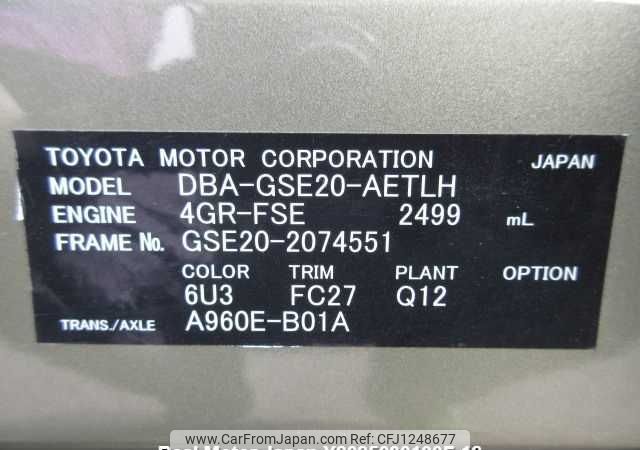 TOYOTA MOTOR CORPORATION JAPAN
MODEL DBA-GSE20-AETLH
ENGINE 4GR-FSE 2499 mL
FRAME No. GSE20-2074551
COLOR TRIM PLANT OPTION
6U3 FC27 Q12
TRANS./AXLE A960E-B01A
www.CarFromJapan.com | REF ID: CFJ1248677